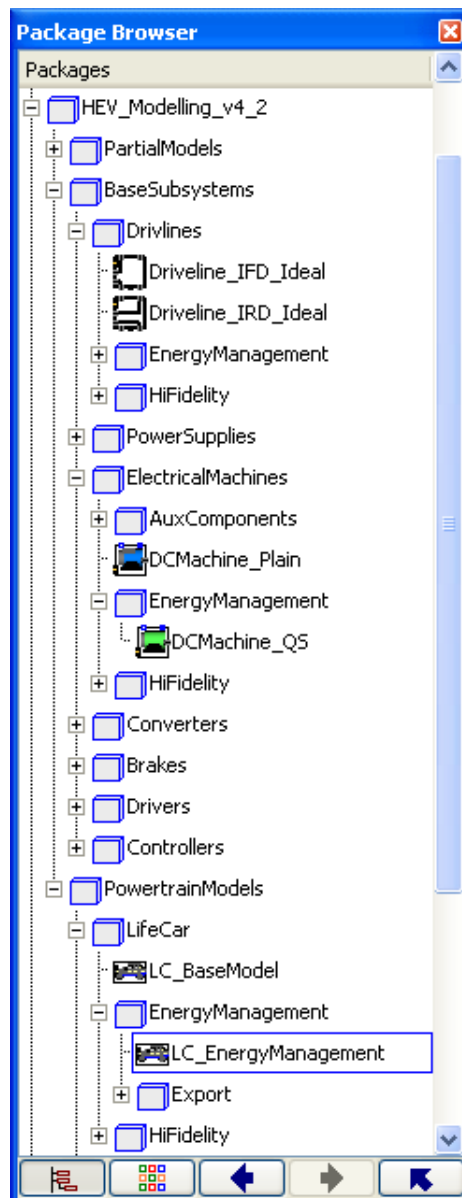 Package Browser
Packages
HEV_Modelling_v4_2
PartialModels
BaseSubsystems
Drivlines
Driveline_IFD_Ideal
Driveline_IRD_Ideal
EnergyManagement
HiFidelity
PowerSupplies
ElectricalMachines
AuxComponents
DCMachine_Plain
EnergyManagement
DCMachine_QS
HiFidelity
Converters
Brakes
Drivers
Controllers
PowertrainModels
LifeCar
LC_BaseModel
EnergyManagement
LC_EnergyManagement
Export
HiFidelity